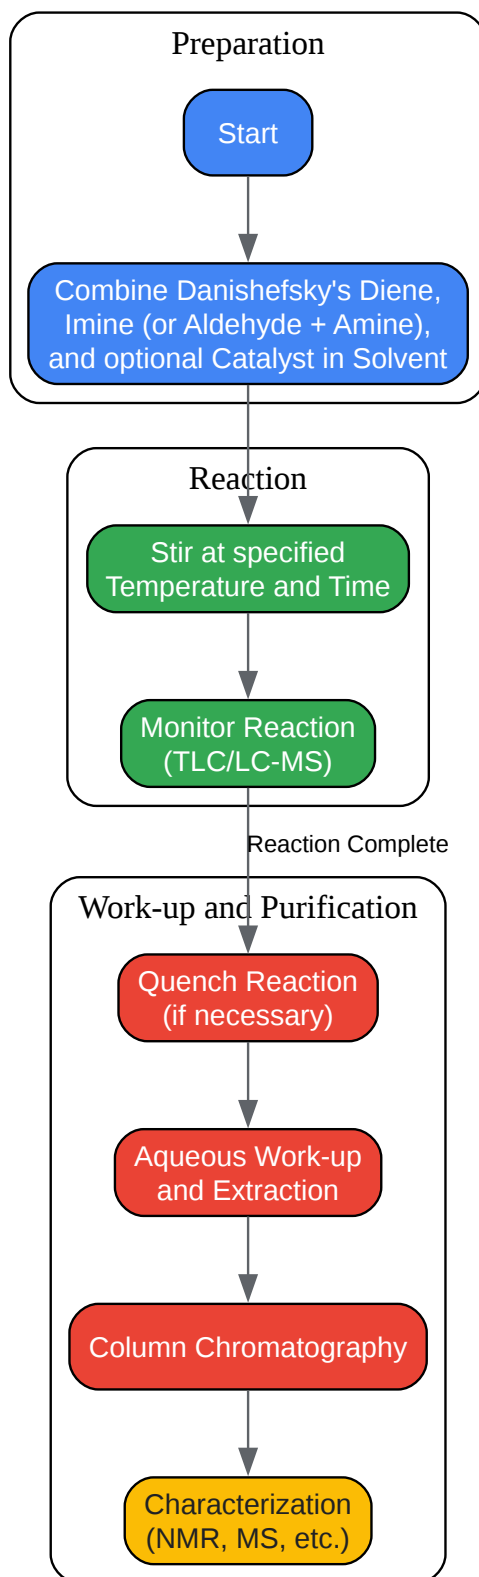 Preparation
Start
Combine Danishefsky's Diene,
Imine (or Aldehyde + Amine),
and optional Catalyst in Solvent
Reaction
Stir at specified
Temperature and Time
Monitor Reaction
(TLC/LC-MS)
Reaction Complete
Work-up and Purification
Quench Reaction
(if necessary)
Aqueous Work-up
and Extraction
Column Chromatography
Characterization
(NMR, MS, etc.)